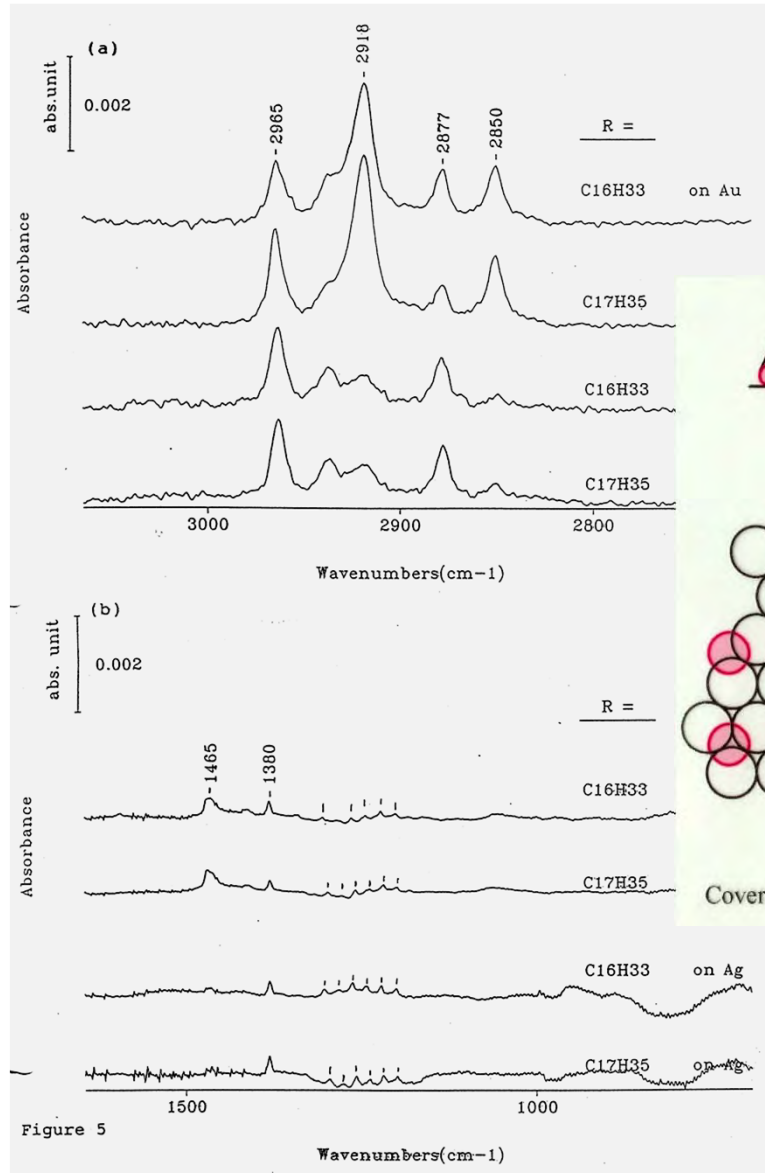 (a)
abs.unit
0.002
2965
2918
2877
2850
R =
C16H33 on Au
C17H35
C16H33
C17H35
Absorbance
3000 2900 2800
Wavenumbers(cm-1)
(b)
abs. unit
0.002
1465
1380
R =
C16H33
C17H35
C16H33 on Ag
C17H35 on Ag
Absorbance
1500 1000
Figure 5
Wavenumbers(cm-1)
Cover